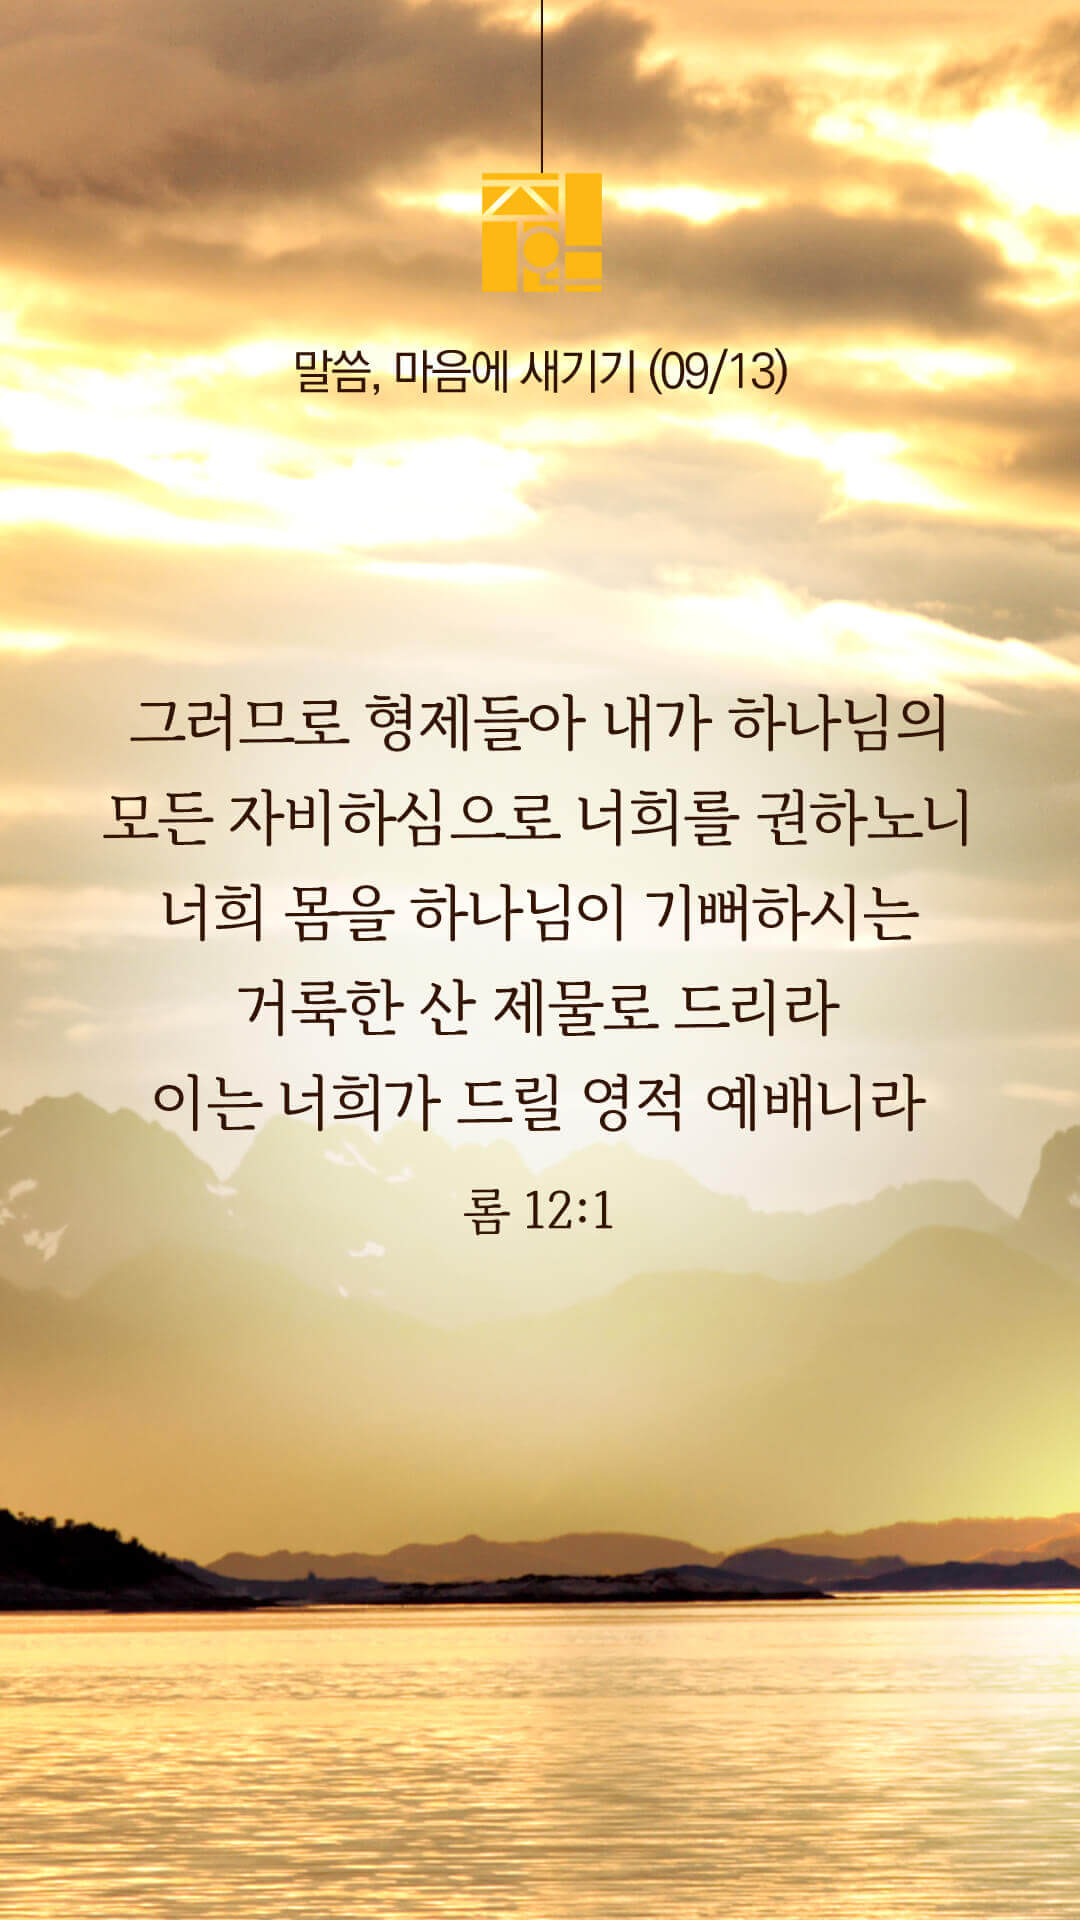 말씀, 마음에 새기기 (09/13)
그러므로 형제들아 내가 하나님의
모든 자비하심으로 너희를 권하노니
너희 몸을 하나님이 기뻐하시는
거룩한 산 제물로 드리라
이는 너희가 드릴 영적 예배니라
롬 12:1